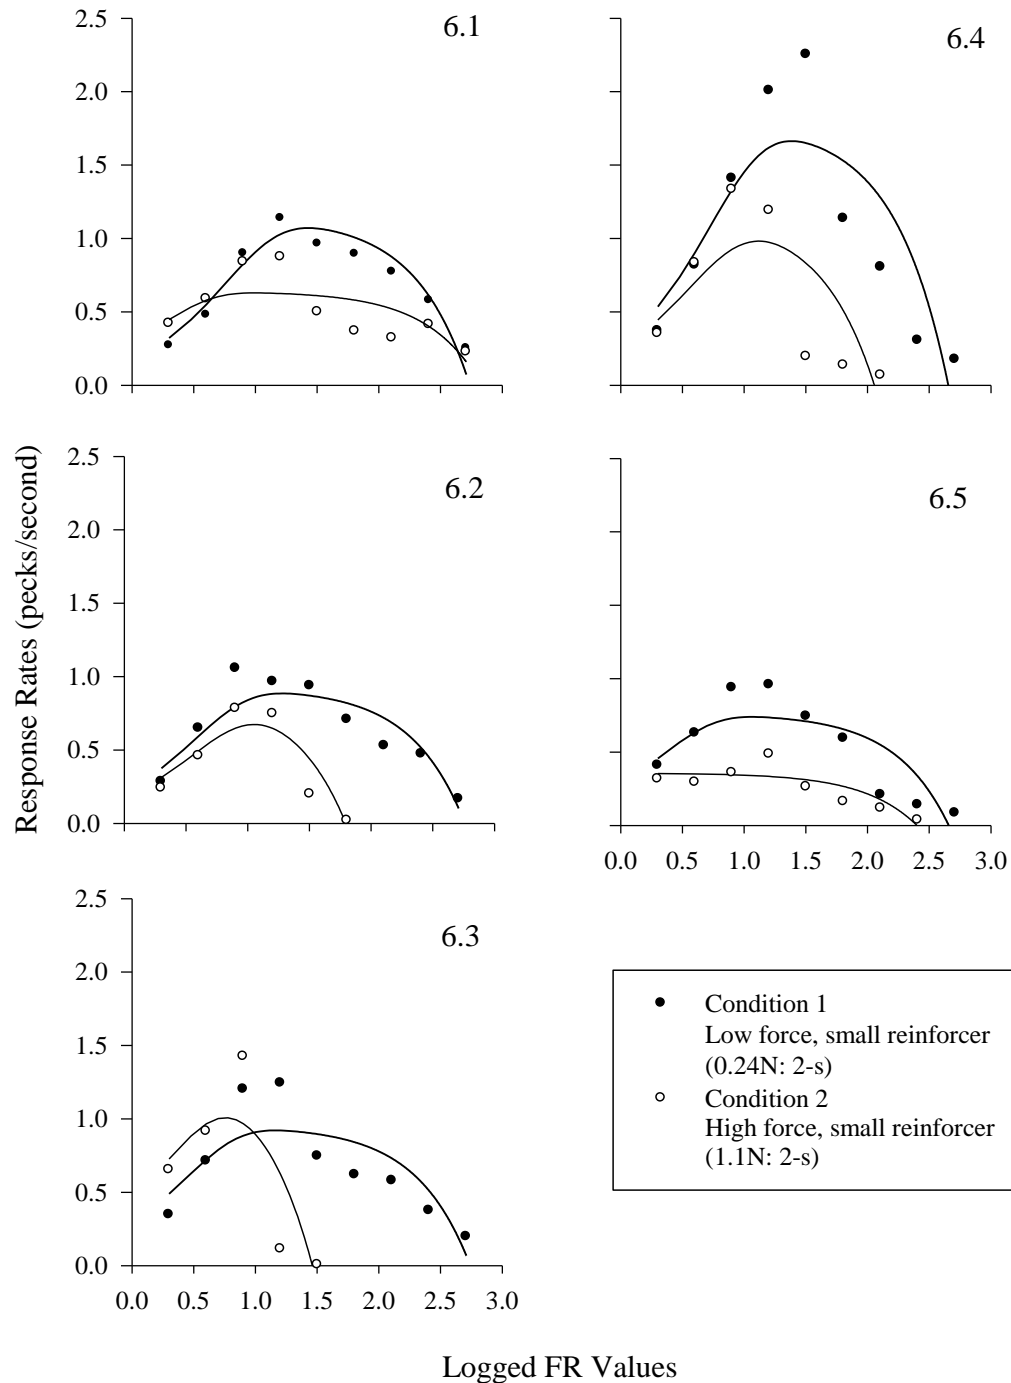 2.5
2.0
1.5
1.0
0.5
0.0
6.1
6.4
Response Rates (pecks/second)
2.5
2.0
1.5
1.0
0.5
0.0
6.2
6.5
0.0 0.5 1.0 1.5 2.0 2.5 3.0
2.5
2.0
1.5
1.0
0.5
0.0
6.3
0.0 0.5 1.0 1.5 2.0 2.5 3.0
Condition 1
Low force, small reinforcer
(0.24N: 2-s)
Condition 2
High force, small reinforcer
(1.1N: 2-s)
Logged FR Values